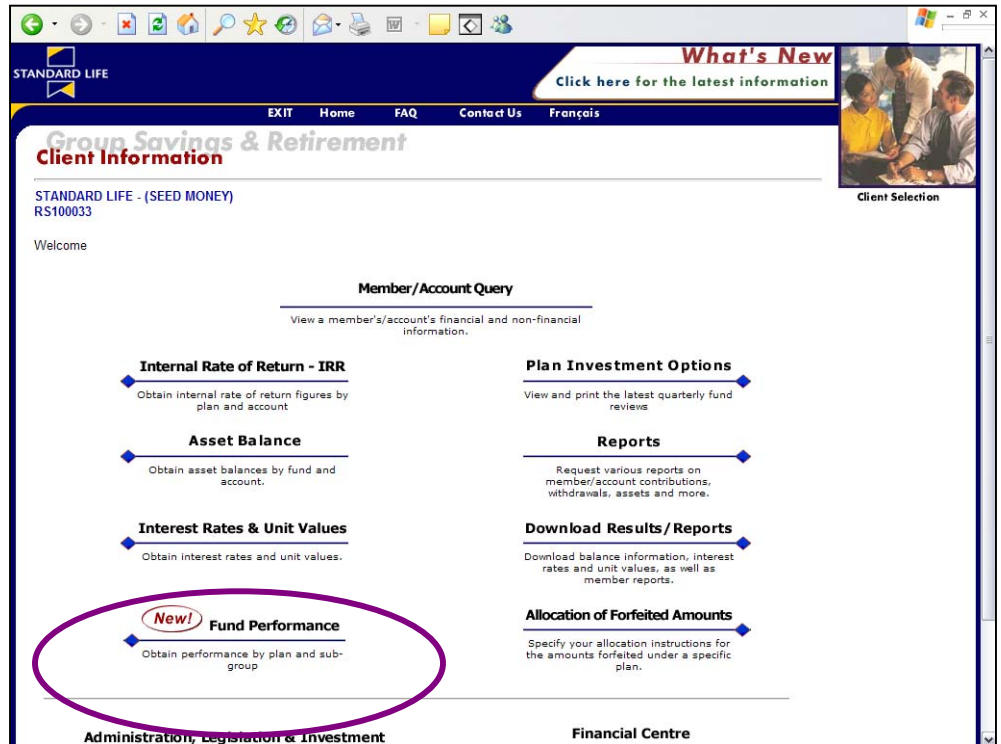 What's New
STANDARD LIFE
Click here for the latest information
EXIT Home FAQ Contact Us Français
Group Savings & Retirement
Client Information
STANDARD LIFE - (SEED MONEY)
RS100033
Client Selection
Welcome
Member/Account Query
View a member's/account's financial and non-financial
information.
Internal Rate of Return - IRR
Obtain internal rate of return figures by
plan and account
Plan Investment Options
View and print the latest quarterly fund
reviews
Asset Balance
Obtain asset balances by fund and
account.
Reports
Request various reports on
member/account contributions,
withdrawals, assets and more.
Interest Rates & Unit Values
Obtain interest rates and unit values.
Download Results/Reports
Download balance information, interest
rates and unit values, as well as
member reports.
New! Fund Performance
Obtain performance by plan and sub-
group
Allocation of Forfeited Amounts
Specify your allocation instructions for
the amounts forfeited under a specific
plan.
Administration, Legislation & Investment
Financial Centre